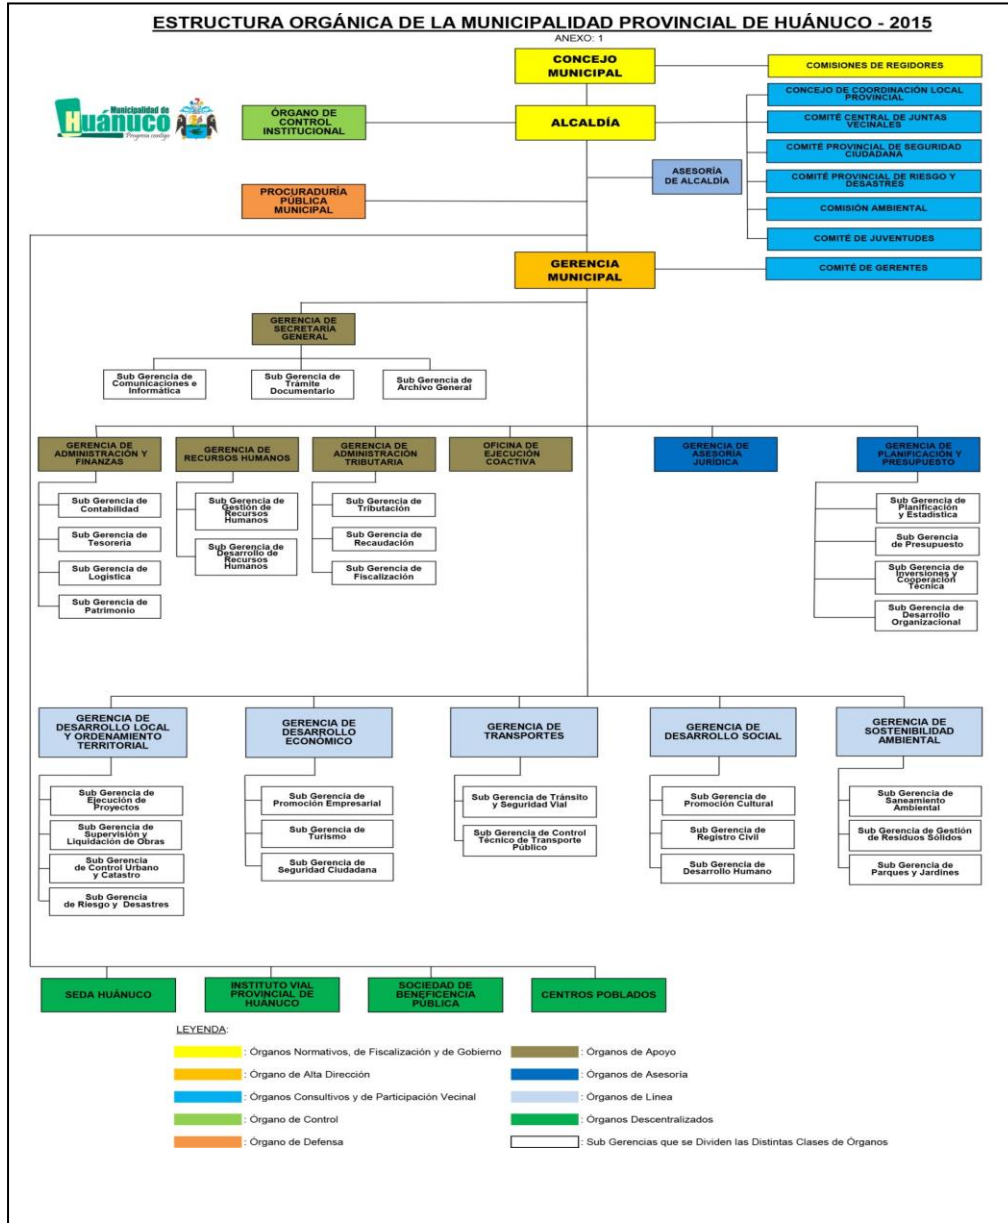 ESTRUCTURA ORGÁNICA DE LA MUNICIPALIDAD PROVINCIAL DE HUÁNUCO - 2015
ANEXO: 1
CONCEJO
MUNICIPAL
COMISIONES DE REGIDORES
Municipalidad de
Huánuco
Progresa contigo
ÓRGANO DE
CONTROL
INSTITUCIONAL
ALCALDÍA
CONCEJO DE COORDINACIÓN LOCAL
PROVINCIAL
COMITÉ CENTRAL DE JUNTAS
VECINALES
COMITÉ PROVINCIAL DE SEGURIDAD
CIUDADANA
COMITÉ PROVINCIAL DE RIESGO Y
DESASTRES
COMISIÓN AMBIENTAL
COMITÉ DE JUVENTUDES
ASESORÍA
DE ALCALDÍA
PROCURADURÍA
PÚBLICA
MUNICIPAL
GERENCIA
MUNICIPAL
COMITÉ DE GERENTES
GERENCIA DE
SECRETARÍA
GENERAL
Sub Gerencia de
Comunicaciones e
Informática
Sub Gerencia de
Trámite
Documentario
Sub Gerencia de
Archivo General
GERENCIA DE
ADMINISTRACIÓN Y
FINANZAS
Sub Gerencia de
Contabilidad
Sub Gerencia de
Tesorería
Sub Gerencia de
Logística
Sub Gerencia de
Patrimonio
GERENCIA DE
RECURSOS HUMANOS
Sub Gerencia de
Gestión de
Recursos
Humanos
Sub Gerencia de
Desarrollo de
Recursos
Humanos
GERENCIA DE
ADMINISTRACIÓN
TRIBUTARIA
Sub Gerencia de
Tributación
Sub Gerencia de
Recaudación
Sub Gerencia de
Fiscalización
OFICINA DE
EJECUCIÓN
COACTIVA
GERENCIA DE
ASESORÍA
JURÍDICA
GERENCIA DE
PLANIFICACIÓN Y
PRESUPUESTO
Sub Gerencia de
Planificación
y Estadística
Sub Gerencia
de Presupuesto
Sub Gerencia de
Inversiones y
Cooperación
Técnica
Sub Gerencia de
Desarrollo
Organizacional
GERENCIA DE
DESARROLLO LOCAL
Y ORDENAMIENTO
TERRITORIAL
Sub Gerencia de
Ejecución de
Proyectos
Sub Gerencia de
Supervisión y
Liquidación de Obras
Sub Gerencia
de Control Urbano
y Catastro
Sub Gerencia
de Riesgo y Desastres
GERENCIA DE
DESARROLLO
ECONÓMICO
Sub Gerencia de
Promoción Empresarial
Sub Gerencia de
Turismo
Sub Gerencia de
Seguridad Ciudadana
GERENCIA DE
TRANSPORTES
Sub Gerencia de Tránsito
y Seguridad Vial
Sub Gerencia de Control
Técnico de Transporte
Público
GERENCIA DE
DESARROLLO SOCIAL
Sub Gerencia de
Promoción Cultural
Sub Gerencia de
Registro Civil
Sub Gerencia de
Desarrollo Humano
GERENCIA DE
SOSTENIBILIDAD
AMBIENTAL
Sub Gerencia de
Saneamiento
Ambiental
Sub Gerencia de Gestión
de Residuos Sólidos
Sub Gerencia de
Parques y Jardines
SEDA HUÁNUCO
INSTITUTO VIAL
PROVINCIAL DE
HUÁNUCO
SOCIEDAD DE
BENEFICENCIA
PÚBLICA
CENTROS POBLADOS
LEYENDA:
: Órganos Normativos, de Fiscalización y de Gobierno
: Órgano de Alta Dirección
: Órganos Consultivos y de Participación Vecinal
: Órgano de Control
: Órgano de Defensa
: Órganos de Apoyo
: Órganos de Asesoría
: Órganos de Línea
: Órganos Descentralizados
: Sub Gerencias que se Dividen las Distintas Clases de Órganos